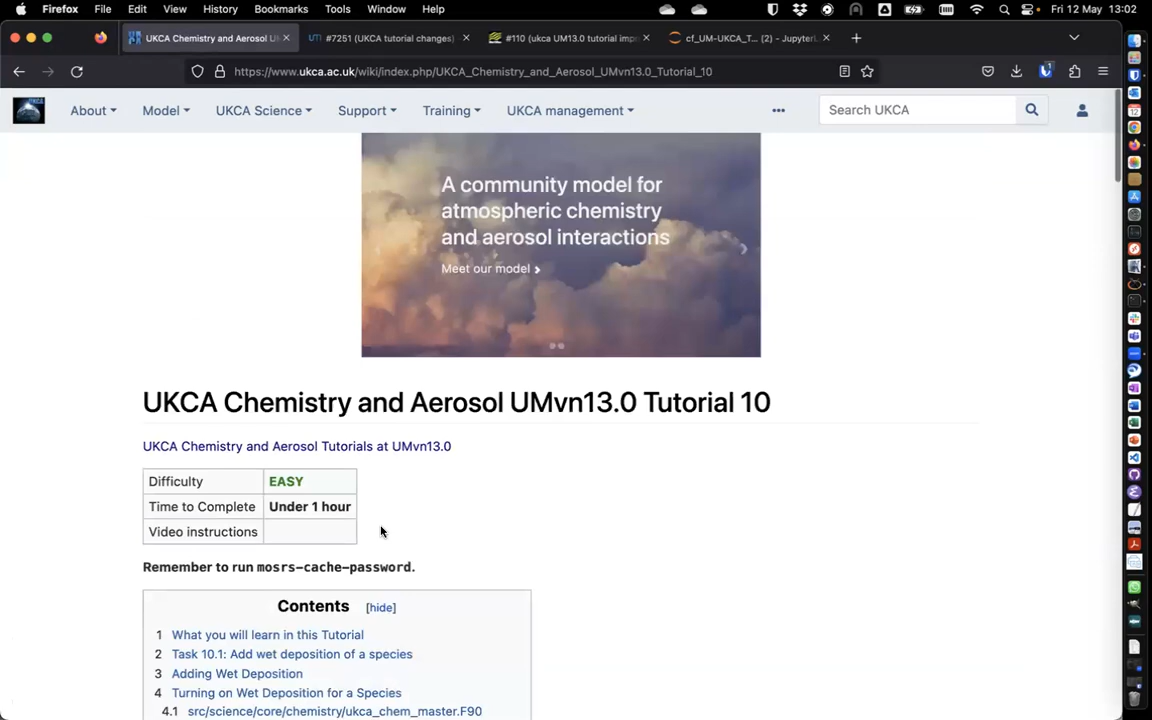 Firefox File Edit View History Bookmarks Tools Window Help Fri 12 May 13:02
UKCA Chemistry and Aerosol U #7251 (UKCA tutorial changes) #110 (ukca UM13.0 tutorial imp cf_UM-UKCA_T... (2) - Jupyter
https://www.ukca.ac.uk/wiki/index.php/UKCA_Chemistry_and_Aerosol_UMvn13.0_Tutorial_10
About Model UKCA Science Support Training UKCA management Search UKCA
A community model for
atmospheric chemistry
and aerosol interactions
Meet our model
UKCA Chemistry and Aerosol UMvn13.0 Tutorial 10
UKCA Chemistry and Aerosol Tutorials at UMvn13.0
Difficulty EASY
Time to Complete Under 1 hour
Video instructions
Remember to run mosrs-cache-password.
Contents [hide]
1 What you will learn in this Tutorial
2 Task 10.1: Add wet deposition of a species
3 Adding Wet Deposition
4 Turning on Wet Deposition for a Species
4.1 src/science/core/chemistry/ukca_chem_master.F90